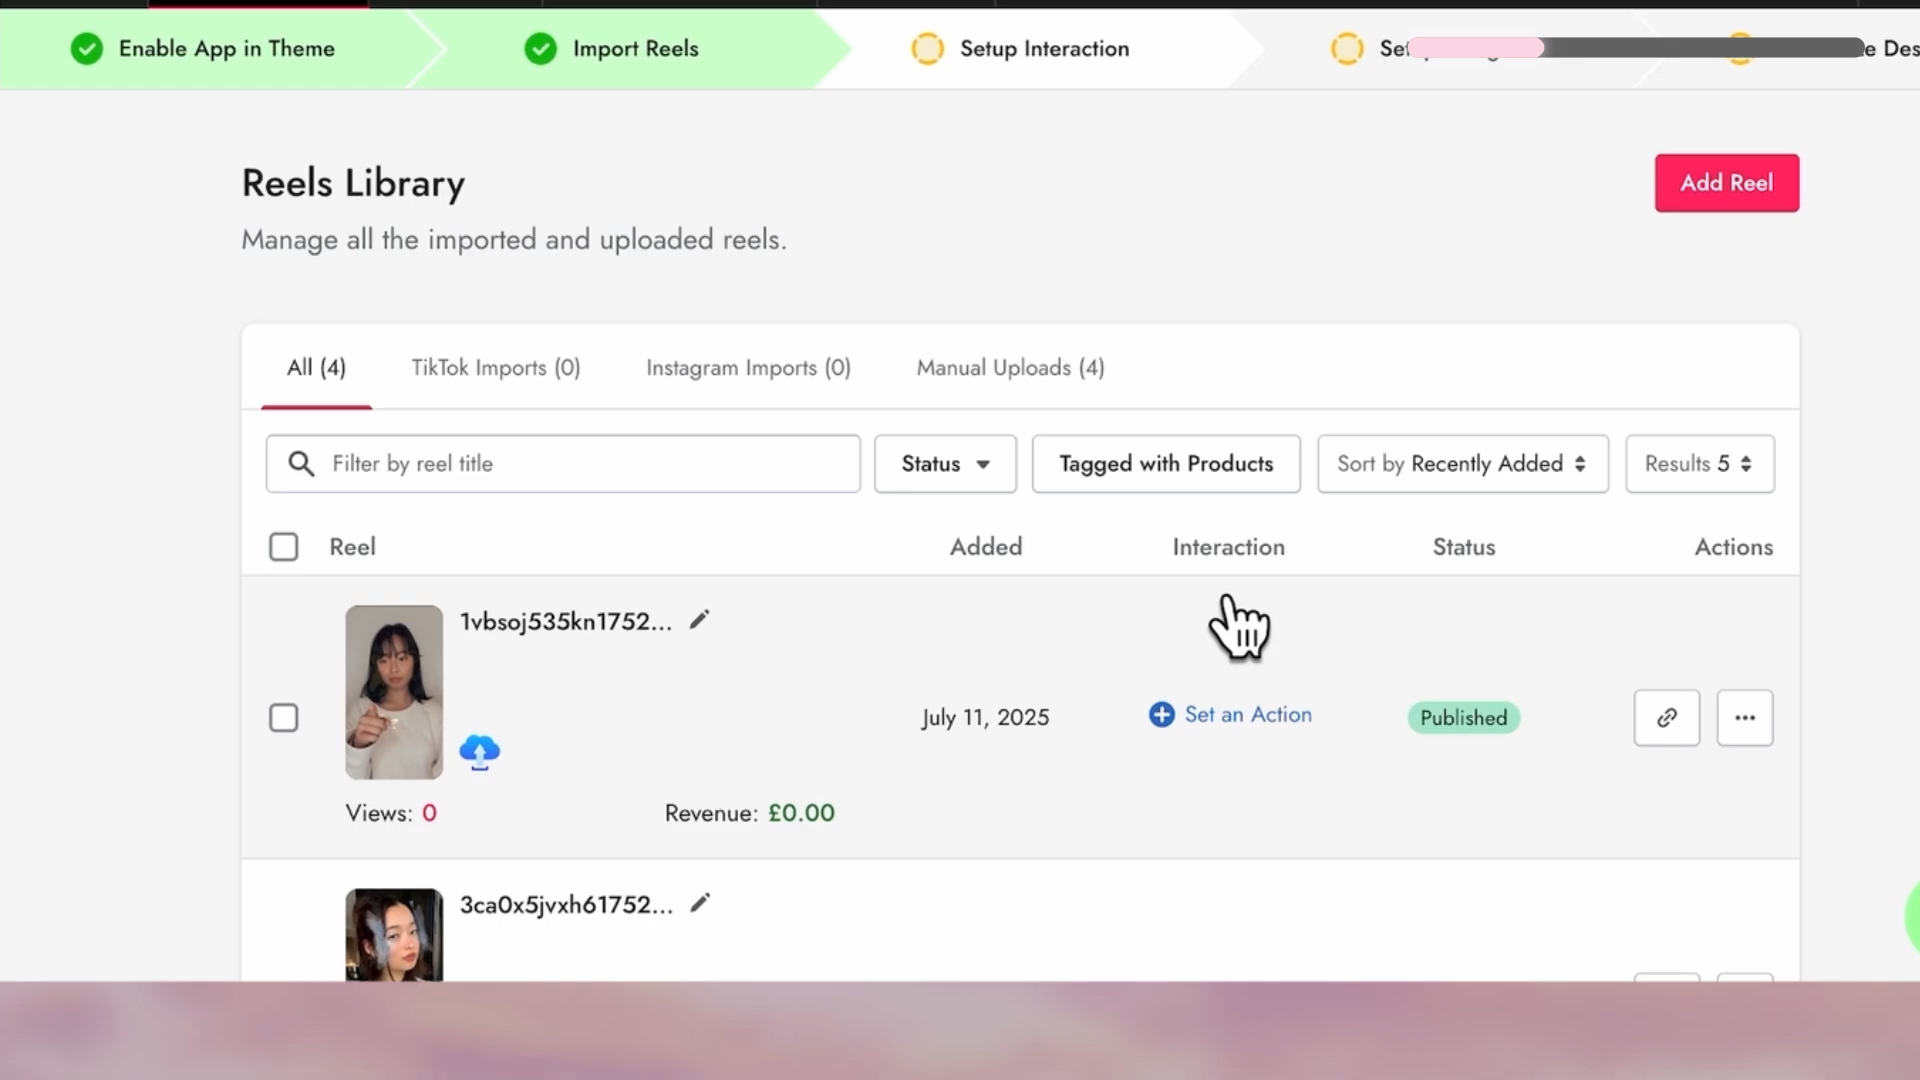 Enable App in Theme
Import Reels
Setup Interaction
Reels Library
Add Reel
Manage all the imported and uploaded reels.
All (4)
TikTok Imports (0)
Instagram Imports (0)
Manual Uploads (4)
Filter by reel title
Status
Tagged with Products
Sort by Recently Added
Results 5
Reel
Added
Interaction
Status
Actions
1vbsoj535kn1752...
July 11, 2025
Set an Action
Published
Views: 0
Revenue: £0.00
3ca0x5jvxh61752...